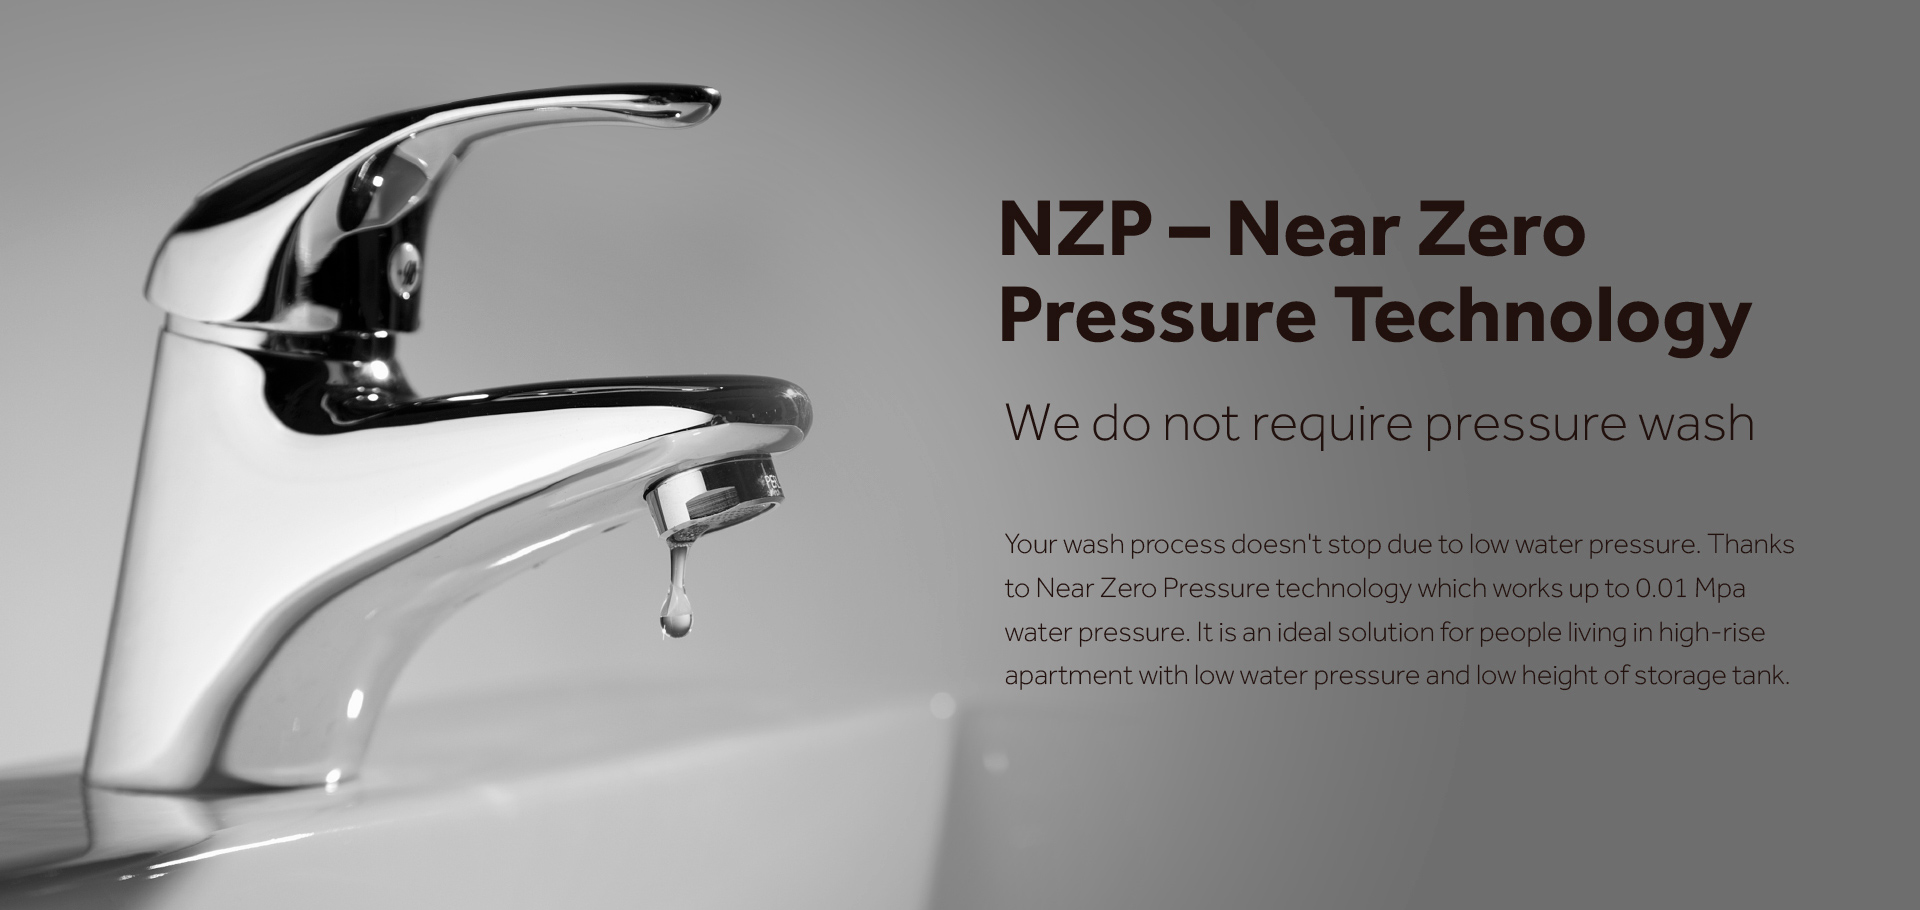 NZP – Near Zero
Pressure Technology
We do not require pressure wash
Your wash process doesn't stop due to low water pressure. Thanks
to Near Zero Pressure technology which works up to 0.01 Mpa
water pressure. It is an ideal solution for people living in high-rise
apartment with low water pressure and low height of storage tank.